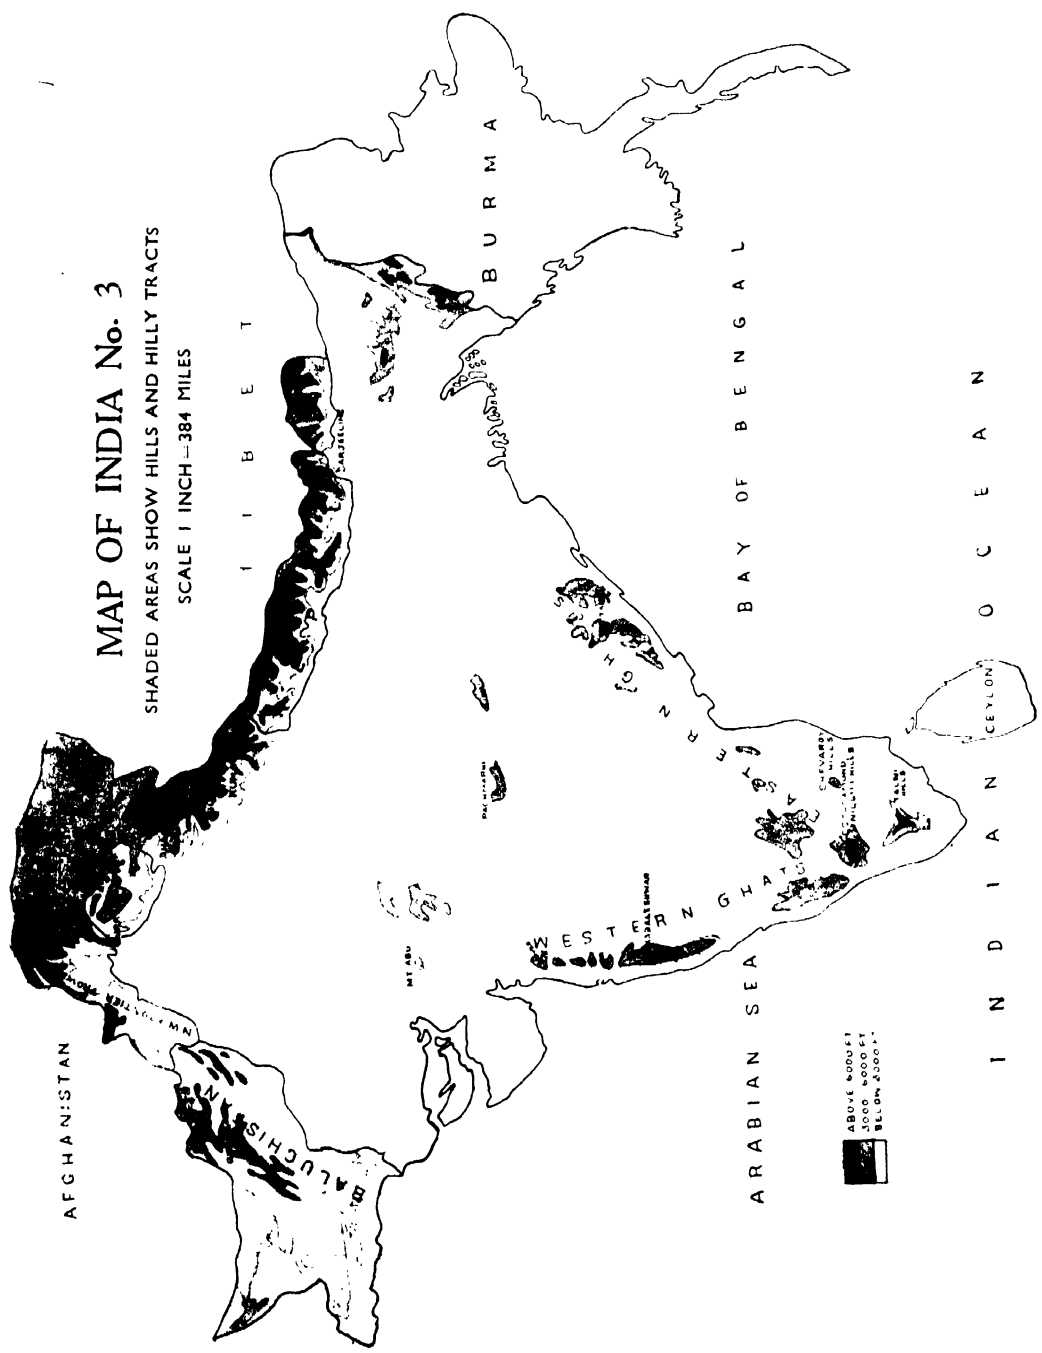 MAP OF INDIA No. 3
SHADED AREAS SHOW HILLS AND HILLY TRACTS
SCALE 1 INCH=384 MILES
AFGHANISTAN
TIBET
BURMA
BALUCHISTAN
DARJEELING
PACHMARHI
MT ABU
WESTERN GHATS
EASTERN GHATS
SHEVAROY
HILLS
NILGIRI HILLS
HILLS
CEYLON
ARABIAN SEA
BAY OF BENGAL
INDIAN OCEAN
ABOVE 6000 FT
3000 6000 FT
BELOW 3000 FT